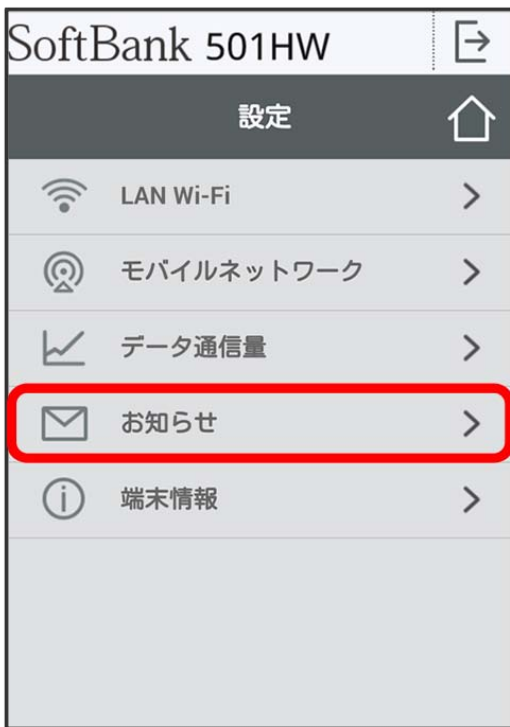 SoftBank 501HW
設定
LAN Wi-Fi
モバイルネットワーク
データ通信量
お知らせ
端末情報